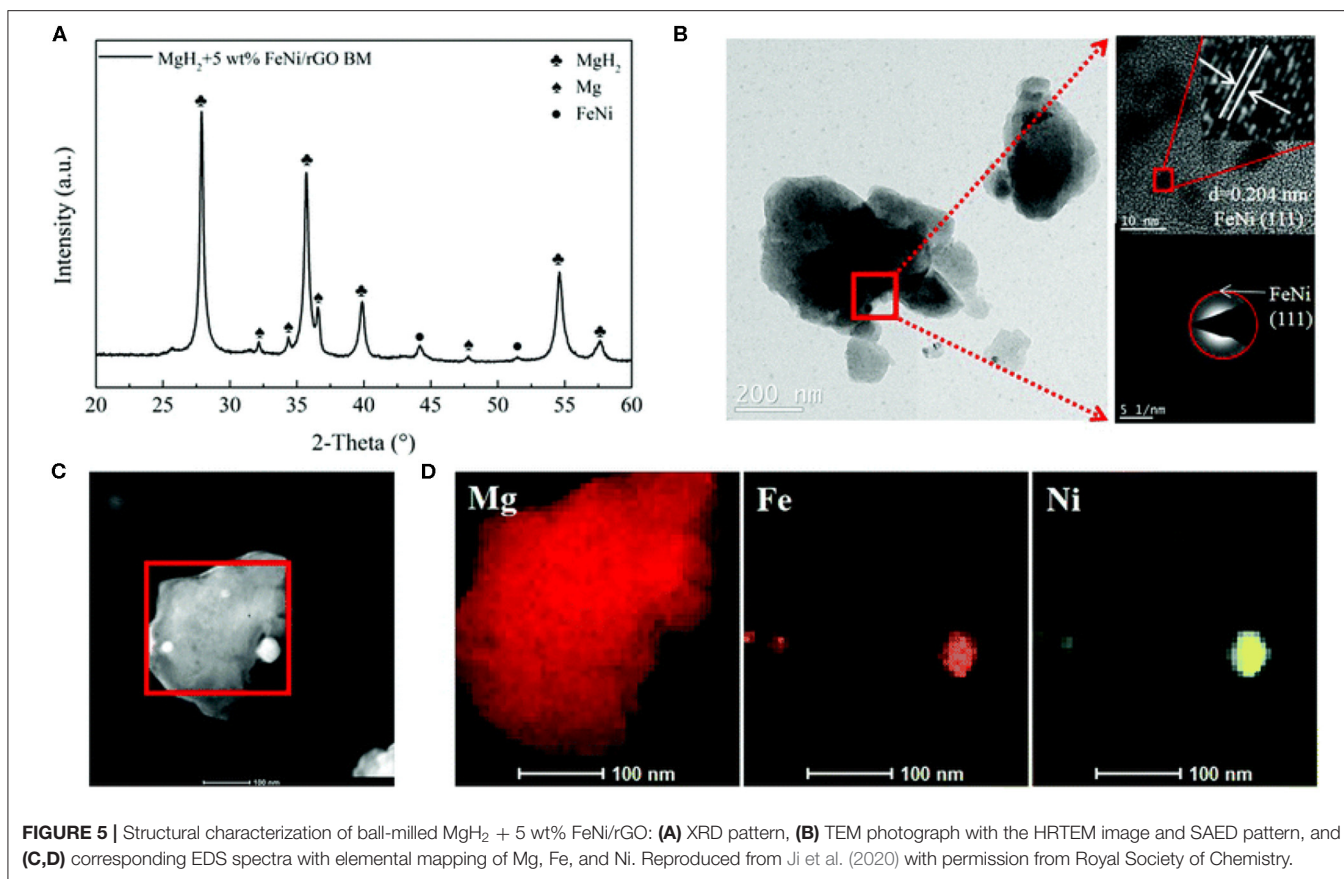 A
MgH₂+5 wt% FeNi/rGO BM
♣ MgH₂
♠ Mg
● FeNi
Intensity (a.u.)
20 25 30 35 40 45 50 55 60
2-Theta (°)
B
200 nm
d=0.204 nm
10 nm
FeNi (111)
FeNi
(111)
5 1/nm
C
100 nm
D
Mg
100 nm
Fe
100 nm
Ni
100 nm
FIGURE 5 | Structural characterization of ball-milled MgH₂ + 5 wt% FeNi/rGO: (A) XRD pattern, (B) TEM photograph with the HRTEM image and SAED pattern, and
(C,D) corresponding EDS spectra with elemental mapping of Mg, Fe, and Ni. Reproduced from Ji et al. (2020) with permission from Royal Society of Chemistry.